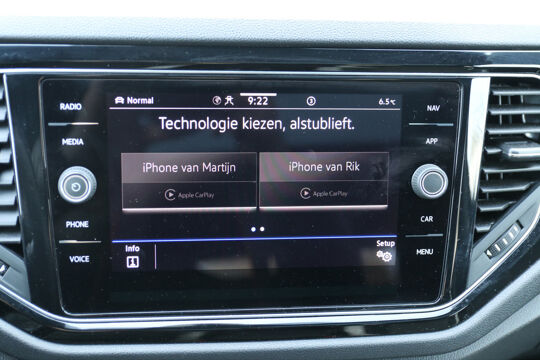 RADIO
MEDIA
PHONE
VOICE
Normal 9:22 3 6.5°C
Technologie kiezen, alstublieft.
iPhone van Martijn
Apple CarPlay
iPhone van Rik
Apple CarPlay
Info
Setup
NAV
APP
CAR
MENU